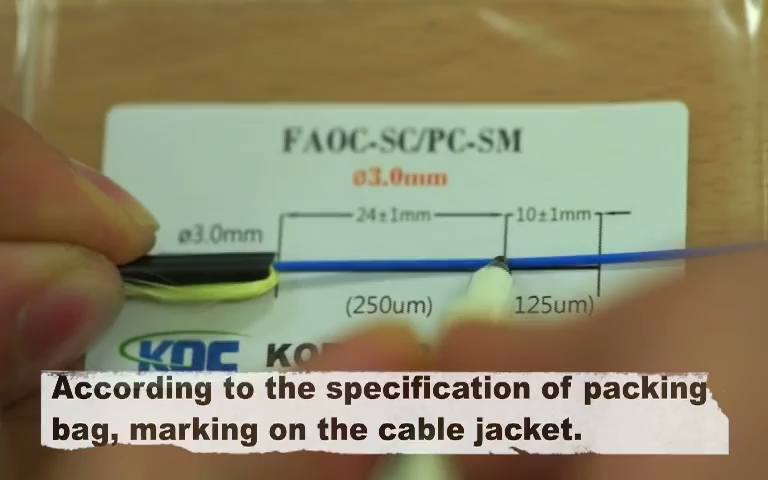 FAOC-SC/PC-SM
ø3.0mm
24±1mm 10±1mm
ø3.0mm
(250um) 125um)
KOC
According to the specification of packing
bag, marking on the cable jacket.